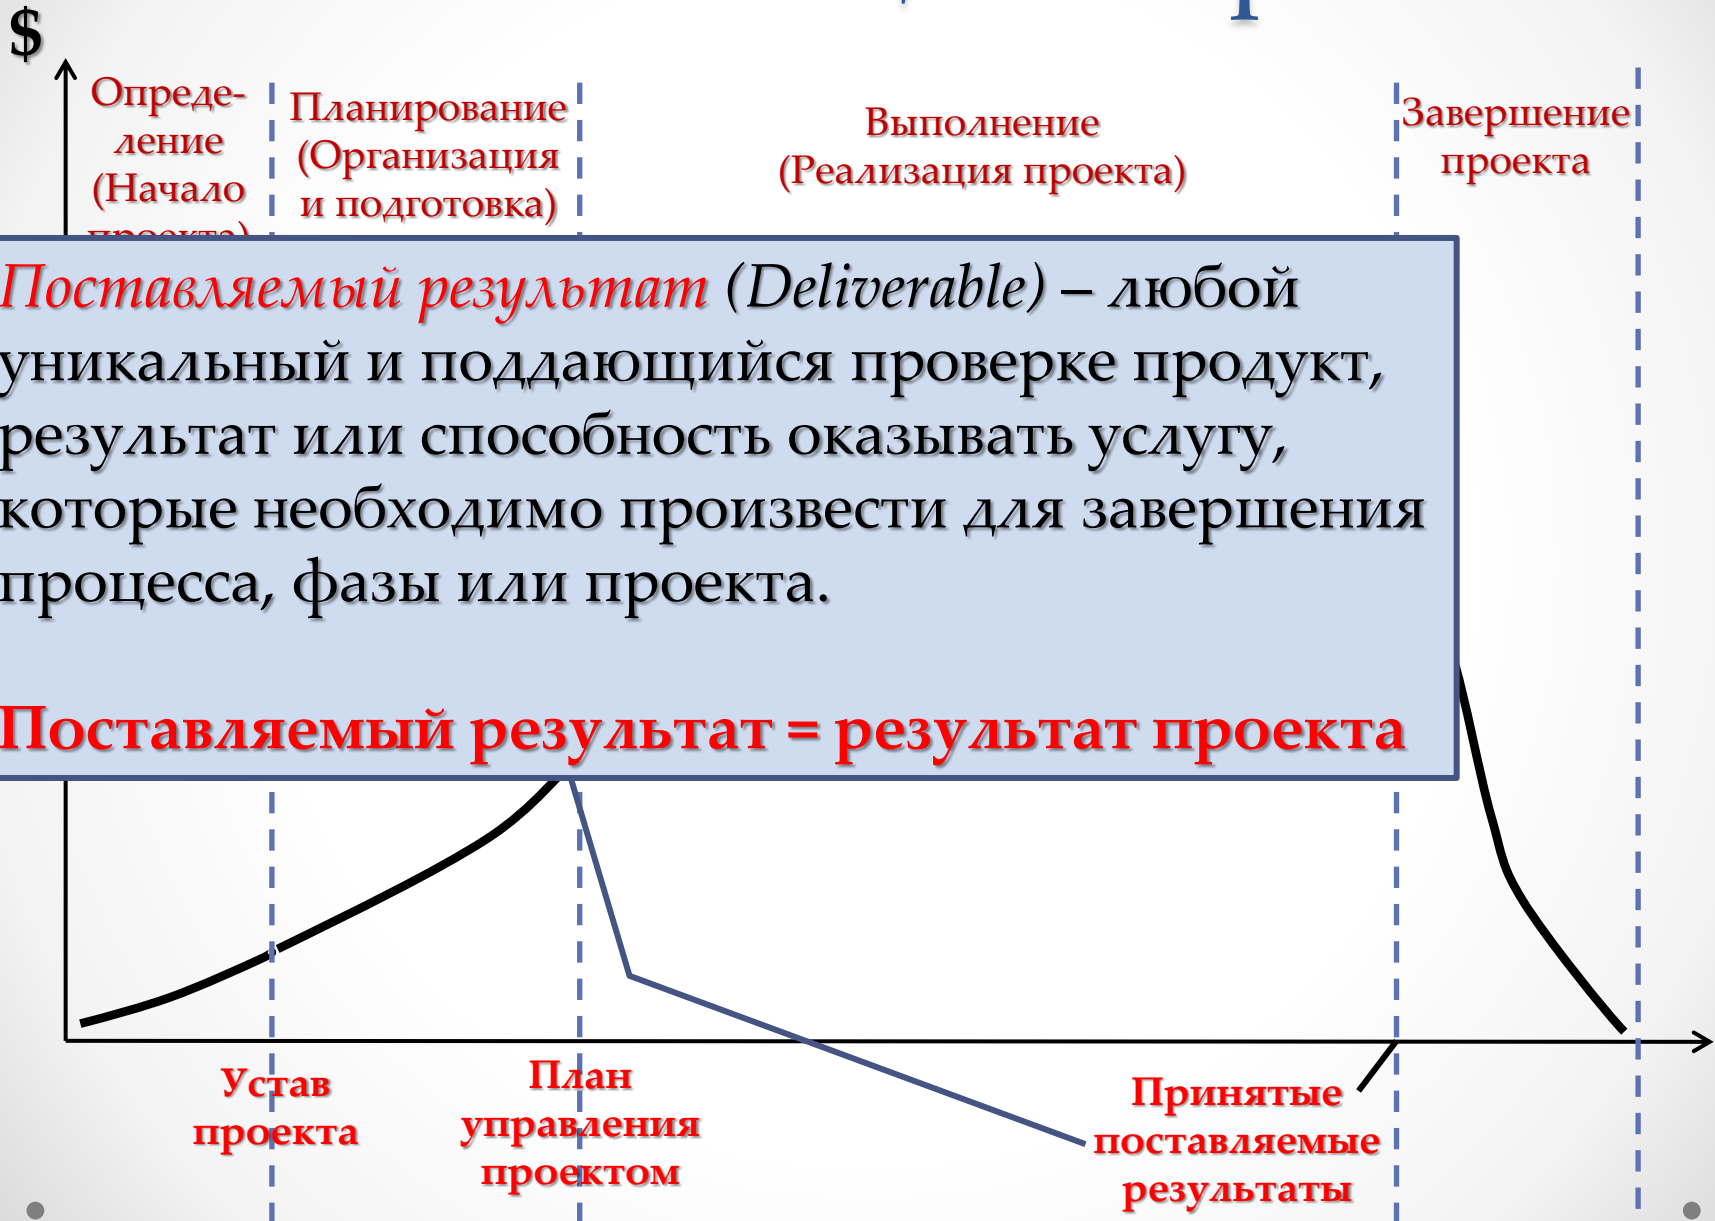 $
Опреде-
ление
(Начало
проекта)
Планирование
(Организация
и подготовка)
Выполнение
(Реализация проекта)
Завершение
проекта
Поставляемый результат (Deliverable) – любой
уникальный и поддающийся проверке продукт,
результат или способность оказывать услугу,
которые необходимо произвести для завершения
процесса, фазы или проекта.
Поставляемый результат = результат проекта
Устав
проекта
План
управления
проектом
Принятые
поставляемые
результаты